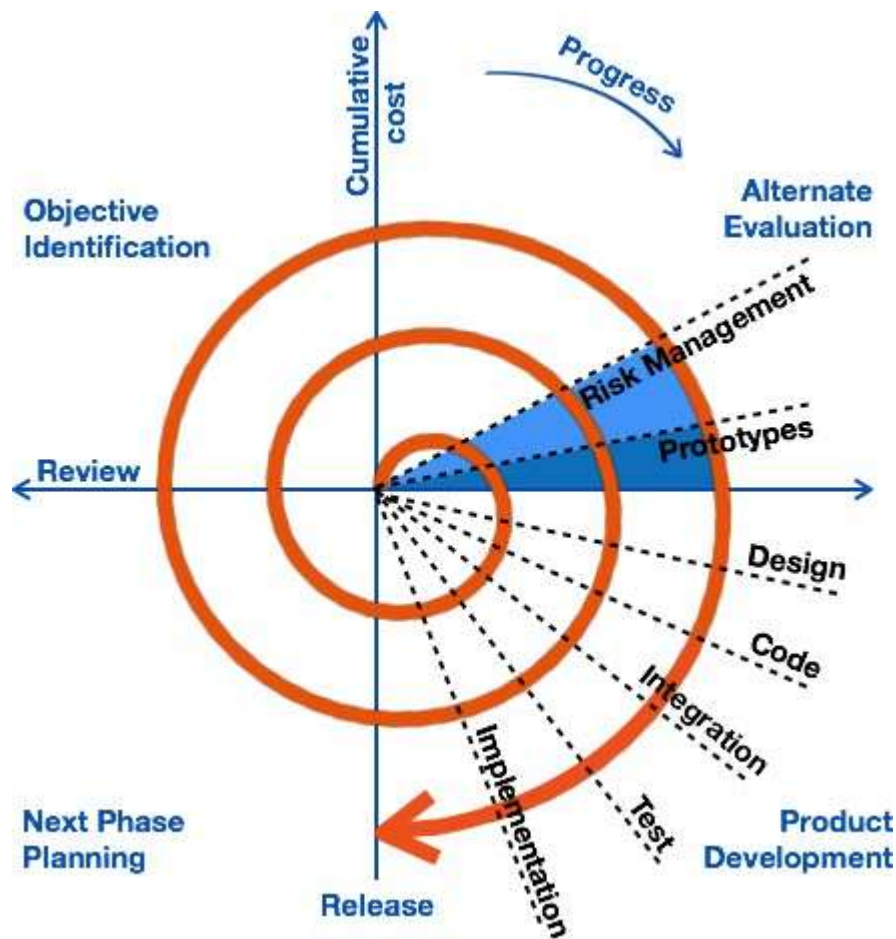 Cumulative
cost
Progress
Objective
Identification
Alternate
Evaluation
Risk Management
Prototypes
Review
Design
Code
Integration
Test
Implementation
Next Phase
Planning
Product
Development
Release